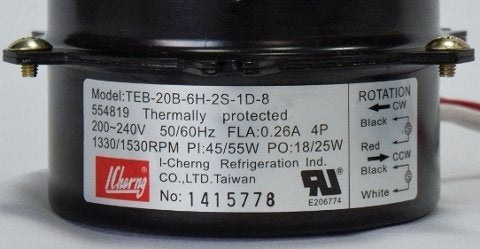 Model:TEB-20B-6H-2S-1D-8
554819 Thermally protected
200~240V 50/60Hz FLA:0.26A 4P
1330/1530RPM PI:45/55W PO:18/25W
I-Cherng Refrigeration Ind.
CO.,LTD.Taiwan
No: 1415778
ICherng
RU
E206774
ROTATION
CW
Black
Red
CCW
Black
White
S
S